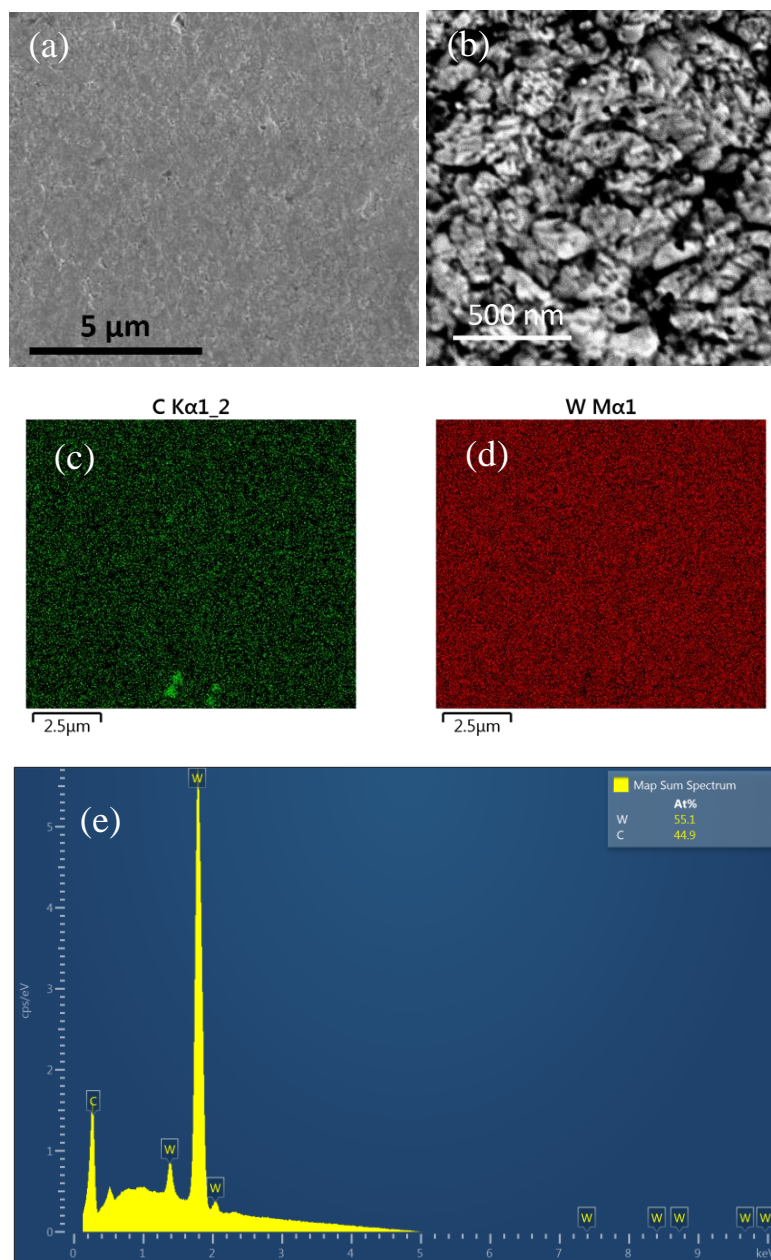 (a)
5 µm
(b)
500 nm
C Kα1_2
(c)
2.5µm
W Mα1
(d)
2.5µm
(e)
W
C
W
W
W
W
W
W
W
Map Sum Spectrum
At%
W 55.1
C 44.9
cps/eV
5
4
3
2
1
0
0 1 2 3 4 5 6 7 8 9 keV